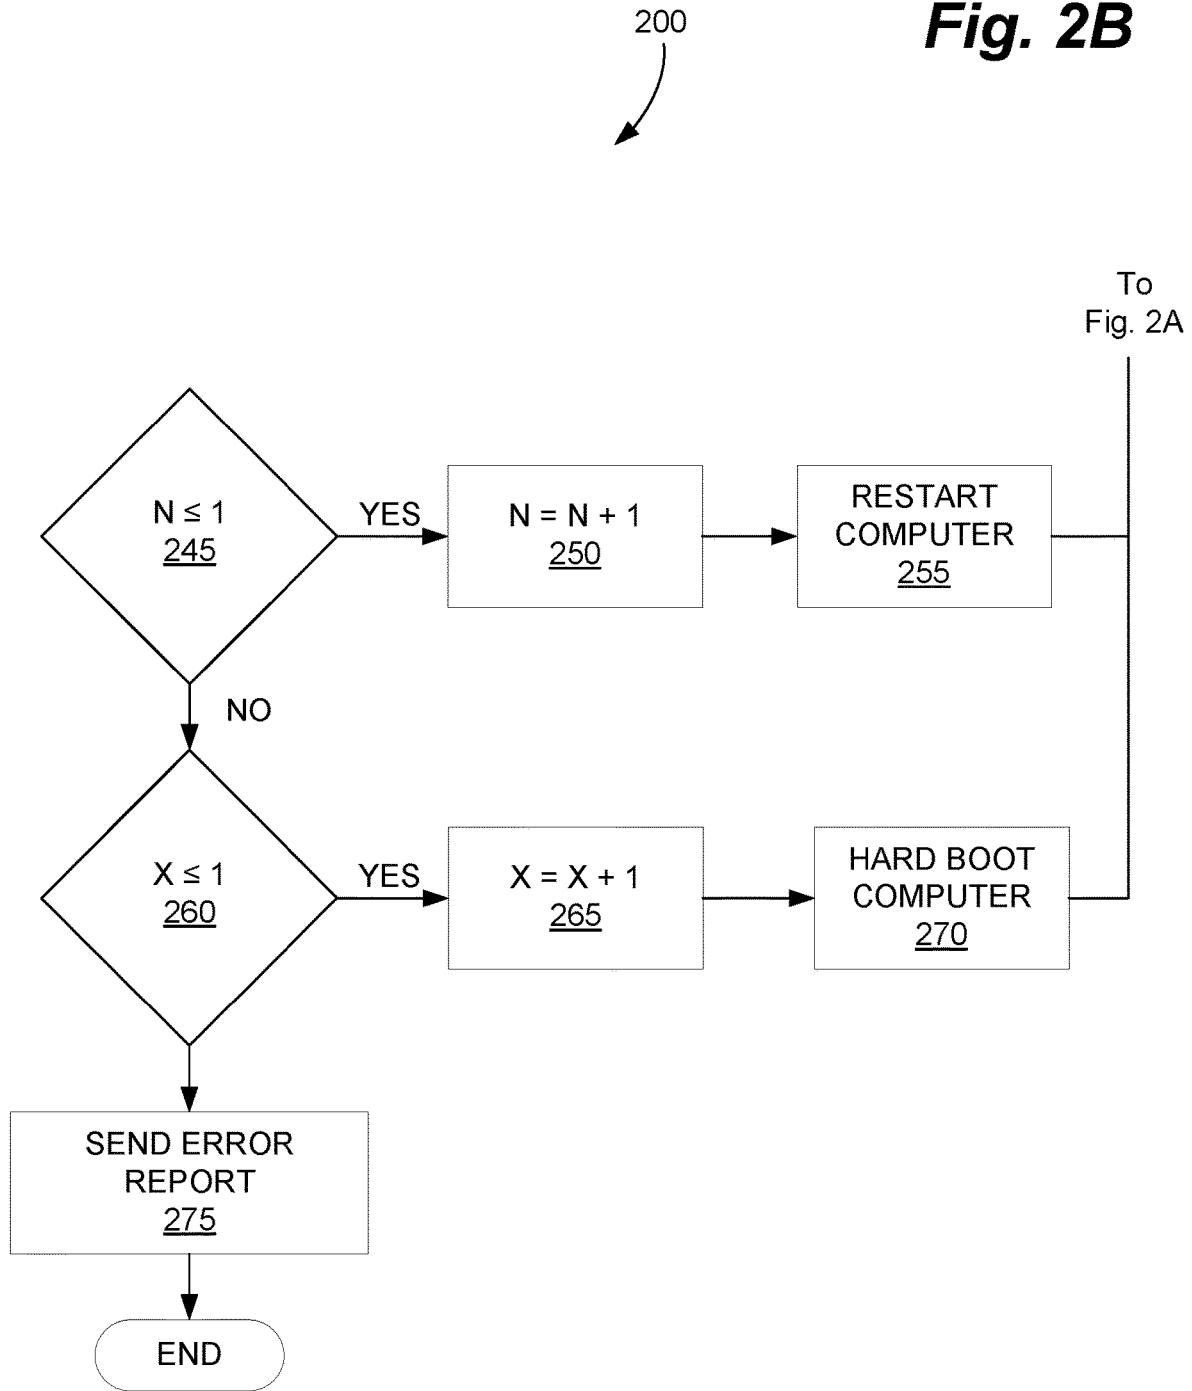 200
Fig. 2B
To
Fig. 2A
N ≤ 1
245
YES
N = N + 1
250
RESTART
COMPUTER
255
NO
X ≤ 1
260
YES
X = X + 1
265
HARD BOOT
COMPUTER
270
SEND ERROR
REPORT
275
END